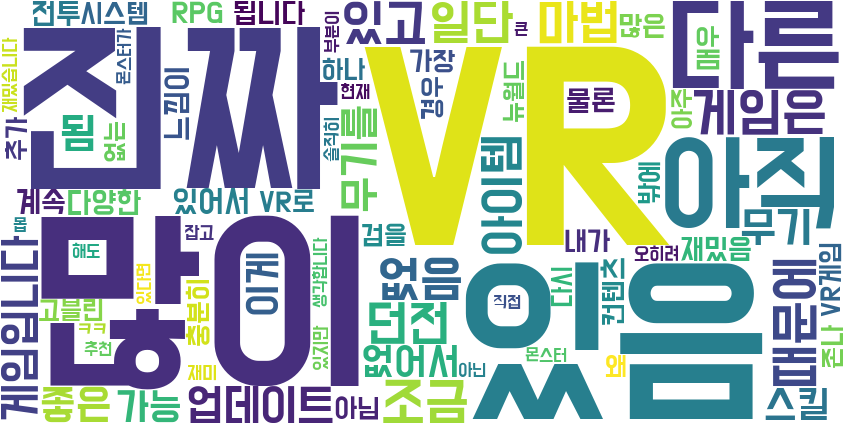 전투시스템
RPG
됩니다
부분이
있고
일단
큰
마법
많은
다른
재밌습니다
진짜
몬스터가
느낌이
하나
현재
VR
가장
경우
뉴월드
물론
매우
아주
게임은
추가
됨
없는
솔직히
무기를
아이템
밖에
아직
계속
다양한
있어서
VR로
무기
몹
많이
해도
잡고
이게
생각합니다
검을
없음
있음
내가
직접
다시
오히려
컨텐츠
재밌음
때문에
VR게임
존나
게임입니다
고블린
있다면
ㅋㅋ
추천
충분히
재미
있지만
던전
없어서
아닌
몬스터
왜
좋은
가능
업데이트
아님
조금
스킬